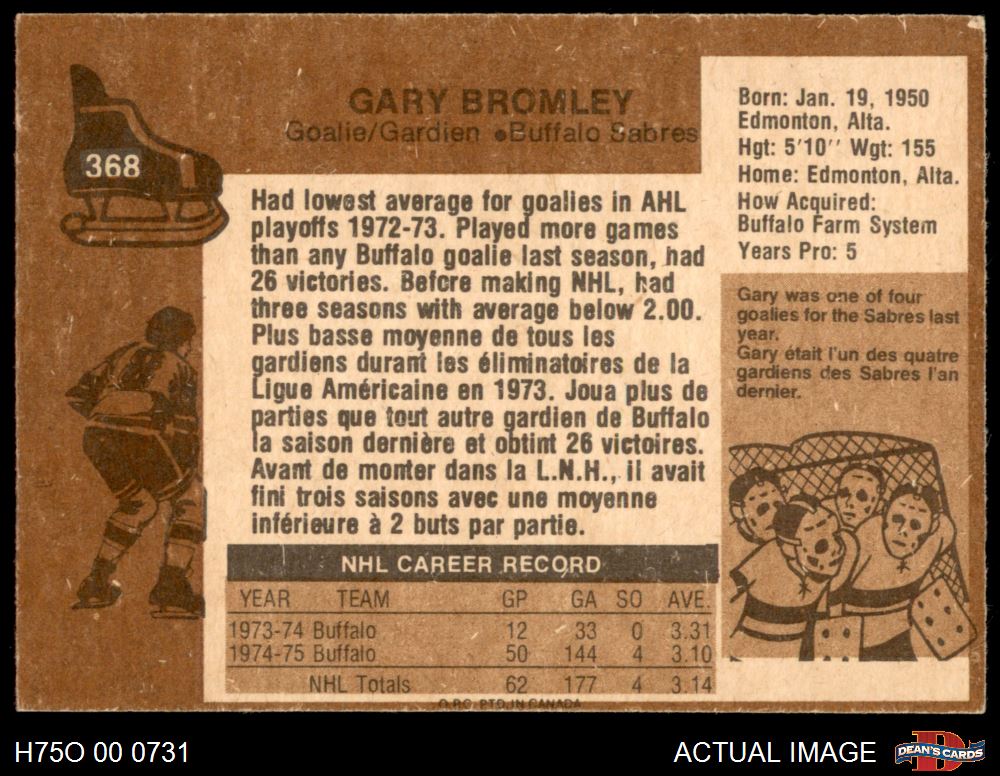 368
GARY BROMLEY
Goalie/Gardien ●Buffalo Sabres
Born: Jan. 19, 1950
Edmonton, Alta.
Hgt: 5'10'' Wgt: 155
Home: Edmonton, Alta.
How Acquired:
Buffalo Farm System
Years Pro: 5
Had lowest average for goalies in AHL
playoffs 1972-73. Played more games
than any Buffalo goalie last season, had
26 victories. Before making NHL, had
three seasons with average below 2.00.
Plus basse moyenne de tous les
gardiens durant les éliminatoires de la
Ligue Américaine en 1973. Joua plus de
parties que tout autre gardien de Buffalo
la saison dernière et obtint 26 victoires.
Avant de monter dans la L.N.H., il avait
fini trois saisons avec une moyenne
inférieure à 2 buts par partie.
Gary was one of four
goalies for the Sabres last
year.
Gary était l'un des quatre
gardiens des Sabres l'an
dernier.
NHL CAREER RECORD
YEAR TEAM GP GA SO AVE.
1973-74 Buffalo 12 33 0 3.31
1974-75 Buffalo 50 144 4 3.10
NHL Totals 62 177 4 3.14
O.P.C. PTD. IN CANADA
H75O 00 0731
ACTUAL IMAGE
DEAN'S CARDS